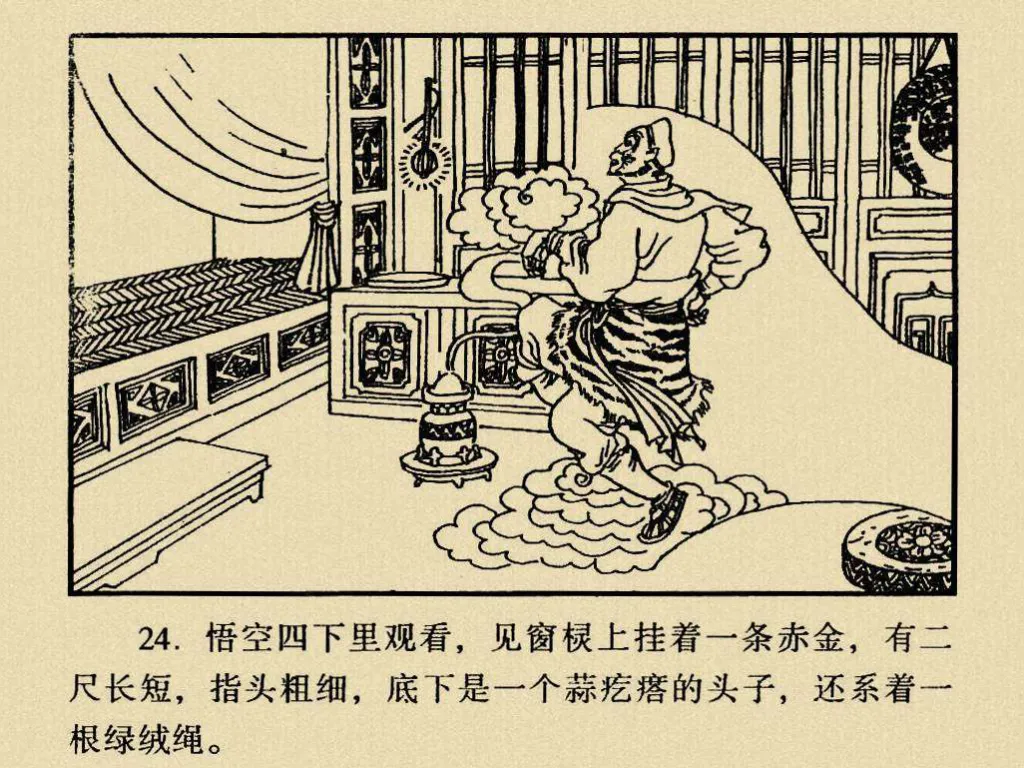 24. 悟空四下里观看，见窗棂上挂着一条赤金，有二
尺长短，指头粗细，底下是一个蒜疙瘩的头子，还系着一
根绿绒绳。